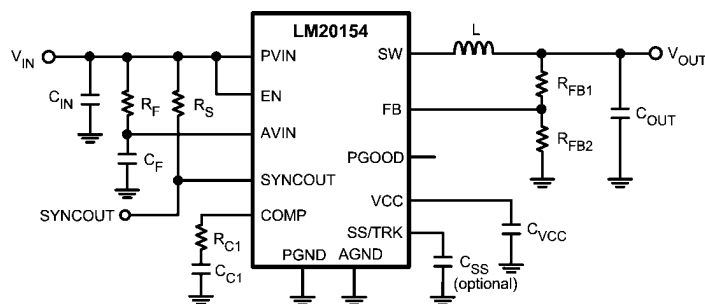 LM20154
V_IN
PVIN
SW
L
V_OUT
C_IN
R_F
R_S
EN
R_FB1
FB
C_OUT
AVIN
R_FB2
C_F
PGOOD
SYNCOUT
VCC
SYNCOUT
COMP
SS/TRK
C_VCC
R_C1
PGND
AGND
C_SS
(optional)
C_C1